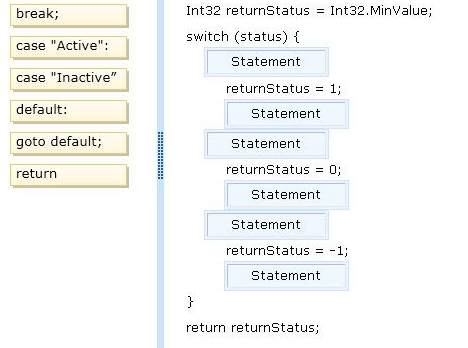 break;
case "Active":
case "Inactive”
default:
goto default;
return
Int32 returnStatus = Int32.MinValue;
switch (status) {
Statement
returnStatus = 1;
Statement
Statement
returnStatus = 0;
Statement
Statement
returnStatus = -1;
Statement
}
return returnStatus;